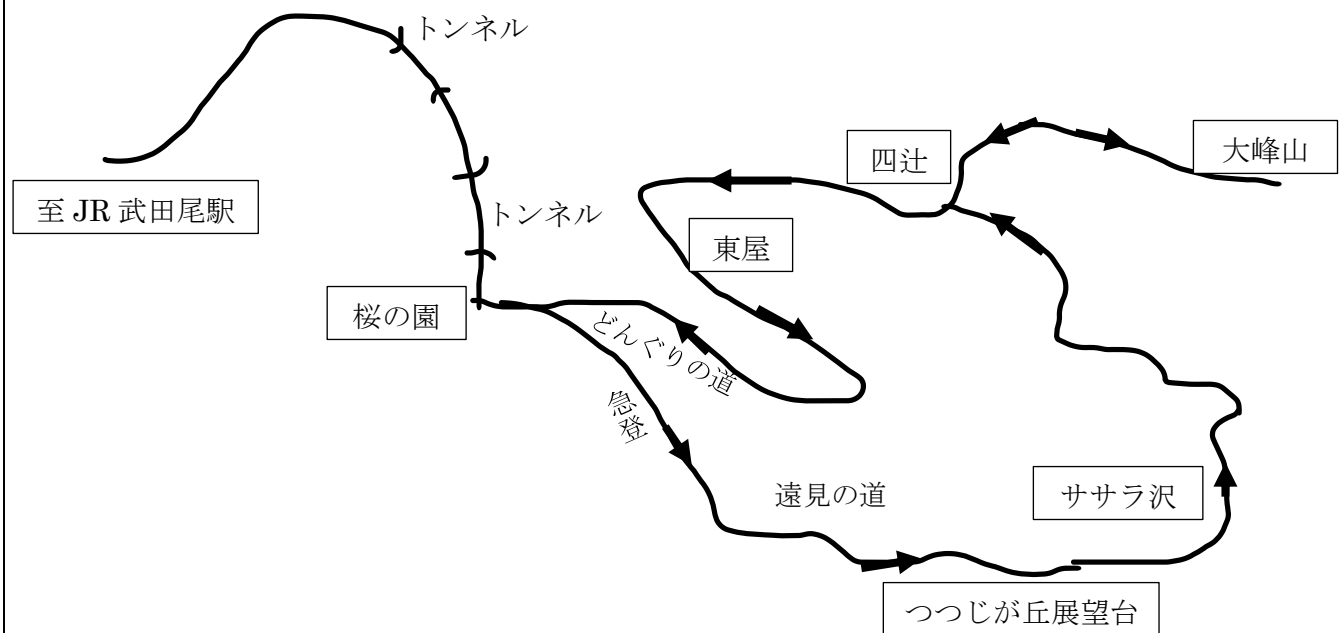 トンネル
大峰山
四辻
至 JR 武田尾駅
トンネル
東屋
桜の園
どんぐりの道
急登
遠見の道
ササラ沢
つつじが丘展望台